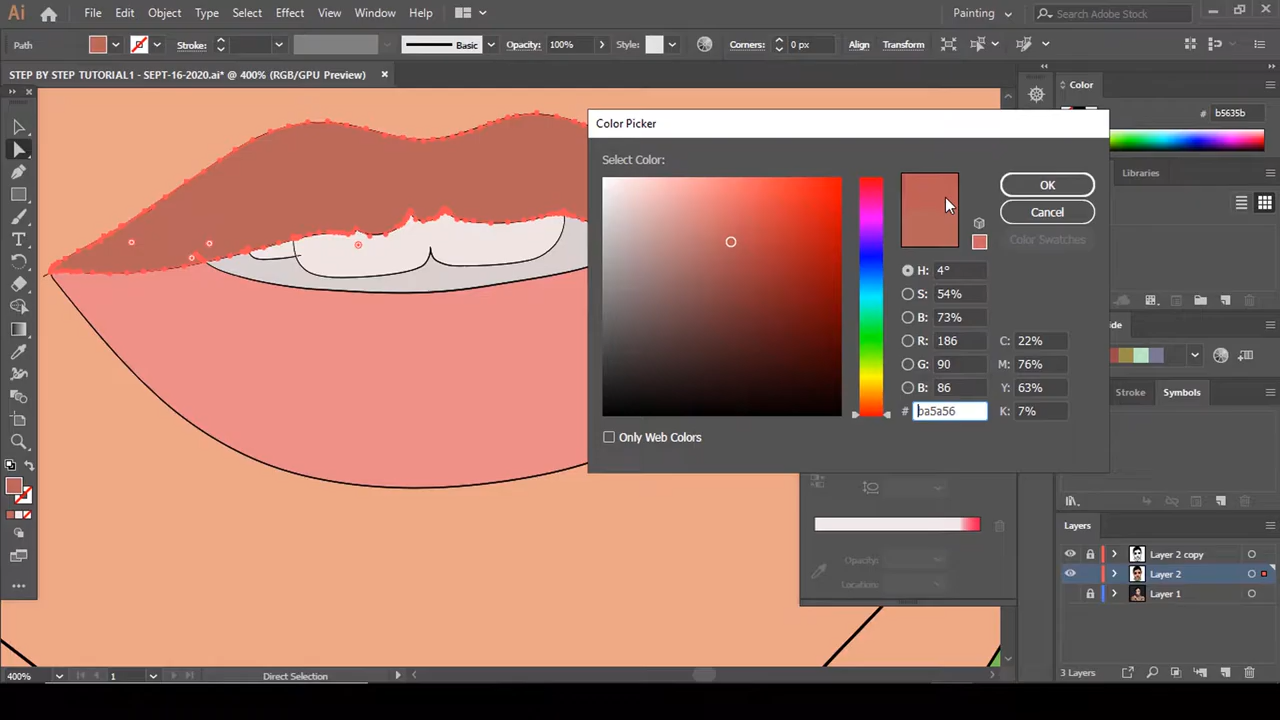 Ai File Edit Object Type Select Effect View Window Help Painting Search Adobe Stock
Path Stroke: Basic Opacity: 100% Style: Corners: 0 px Align Transform
STEP BY STEP TUTORIAL1 - SEPT-16-2020.ai* @ 400% (RGB/GPU Preview)
Color
# b5635b
Color Picker
Select Color:
OK
Cancel
Color Swatches
H: 4°
S: 54%
B: 73%
R: 186 C: 22%
G: 90 M: 76%
B: 86 Y: 63%
# ba5a56 K: 7%
Only Web Colors
Libraries
Stroke Symbols
Opacity:
Location:
Layers
Layer 2 copy
Layer 2
Layer 1
3 Layers
400% 1 Direct Selection